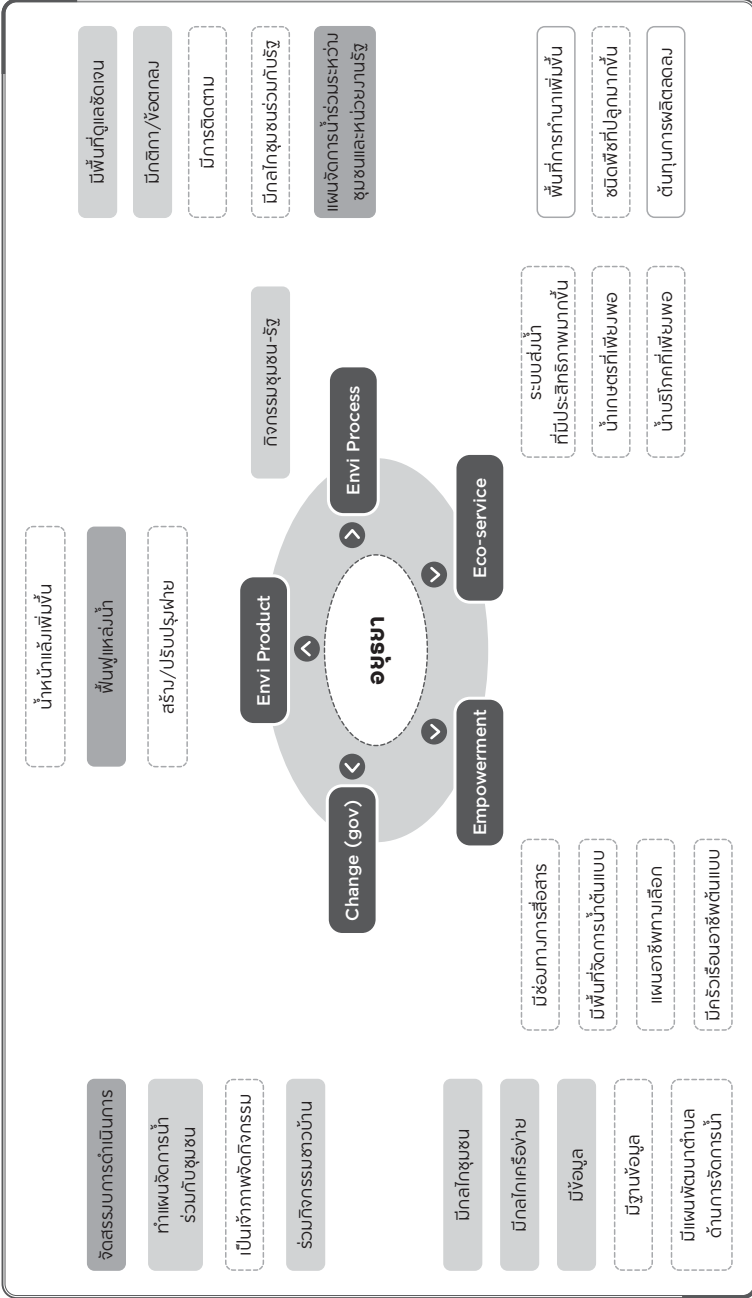 น้ำหน้าแล้งเพิ่มขึ้น
ฟื้นฟูแหล่งน้ำ
สร้าง/ปรับปรุงฝาย
จัดสรรงบการดำเนินการ
ทำแผนจัดการน้ำ
ร่วมกับชุมชน
เป็นเจ้าภาพจัดกิจกรรม
ร่วมกิจกรรมชาวบ้าน
มีพื้นที่ดูแลชัดเจน
มีกติกา/ข้อตกลง
มีการติดตาม
มีกลไกชุมชนร่วมกับรัฐ
แผนจัดการน้ำร่วมระหว่าง
ชุมชนและหน่วยงานรัฐ
กิจกรรมชุมชน-รัฐ
Envi Product
Change (gov)
Envi Process
อยุธยา
Empowerment
Eco-service
มีกลไกชุมชน
มีกลไกเครือข่าย
มีข้อมูล
มีฐานข้อมูล
มีแผนพัฒนาตำบล
ด้านการจัดการน้ำ
มีช่องทางการสื่อสาร
มีพื้นที่จัดการน้ำต้นแบบ
แผนอาชีพทางเลือก
มีครัวเรือนอาชีพต้นแบบ
ระบบส่งน้ำ
ที่มีประสิทธิภาพมากขึ้น
น้ำเกษตรที่เพียงพอ
น้ำบริโภคที่เพียงพอ
พื้นที่การทำนาเพิ่มขึ้น
ชนิดพืชที่ปลูกมากขึ้น
ต้นทุนการผลิตลดลง